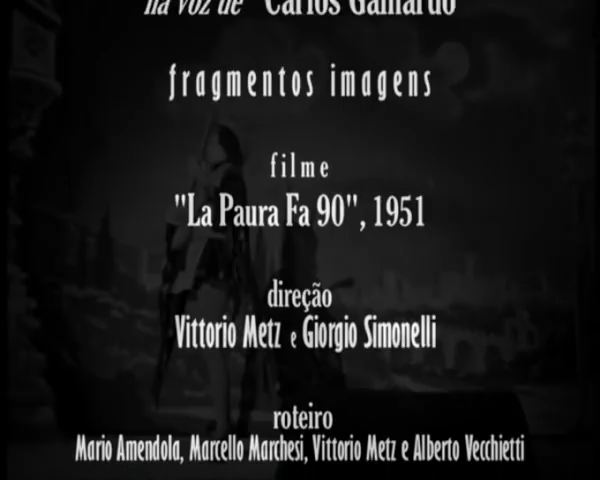 na voz de Carlos Galhardo
fragmentos imagens
filme
"La Paura Fa 90", 1951
direção
Vittorio Metz e Giorgio Simonelli
roteiro
Mario Amendola, Marcello Marchesi, Vittorio Metz e Alberto Vecchietti